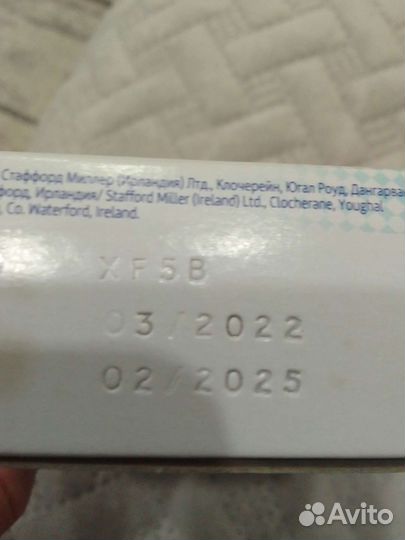 Стаффорд Миллер (Ирландия) Лтд., Клочерейн, Югал Роуд, Дангарва
форд, Ирландия/ Stafford Miller (Ireland) Ltd., Clocherane, Youghal
, Co. Waterford, Ireland.
XF5B
03/2022
02/2025
Avito